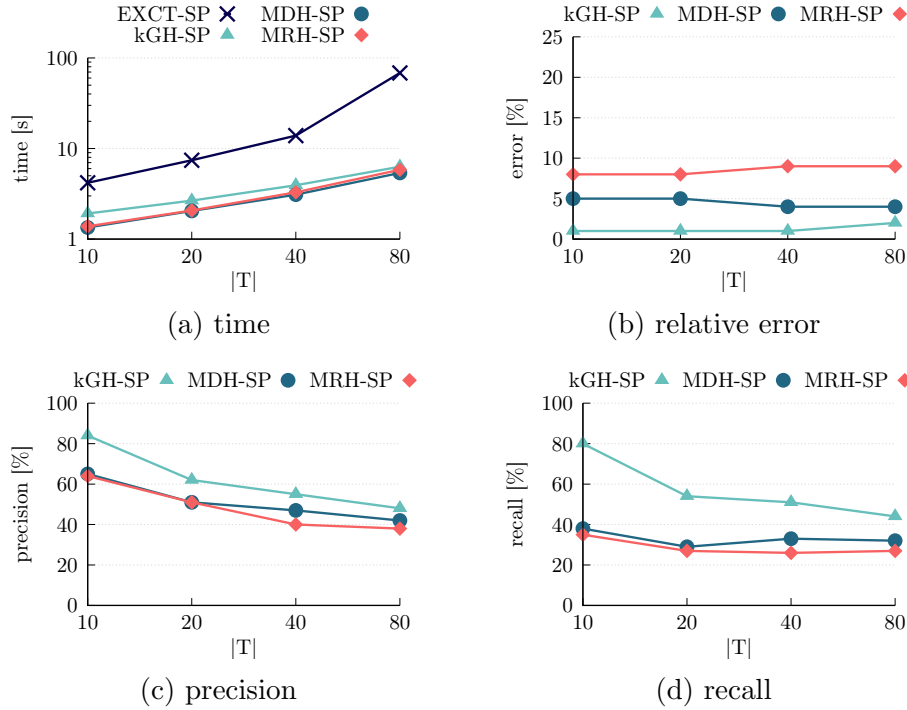 EXCT-SP MDH-SP
kGH-SP MRH-SP
100
10
1
time [s]
10 20 40 80
|T|
(a) time
kGH-SP MDH-SP MRH-SP
25
20
15
10
5
0
error [%]
10 20 40 80
|T|
(b) relative error
kGH-SP MDH-SP MRH-SP
100
80
60
40
20
0
precision [%]
10 20 40 80
|T|
(c) precision
kGH-SP MDH-SP MRH-SP
100
80
60
40
20
0
recall [%]
10 20 40 80
|T|
(d) recall